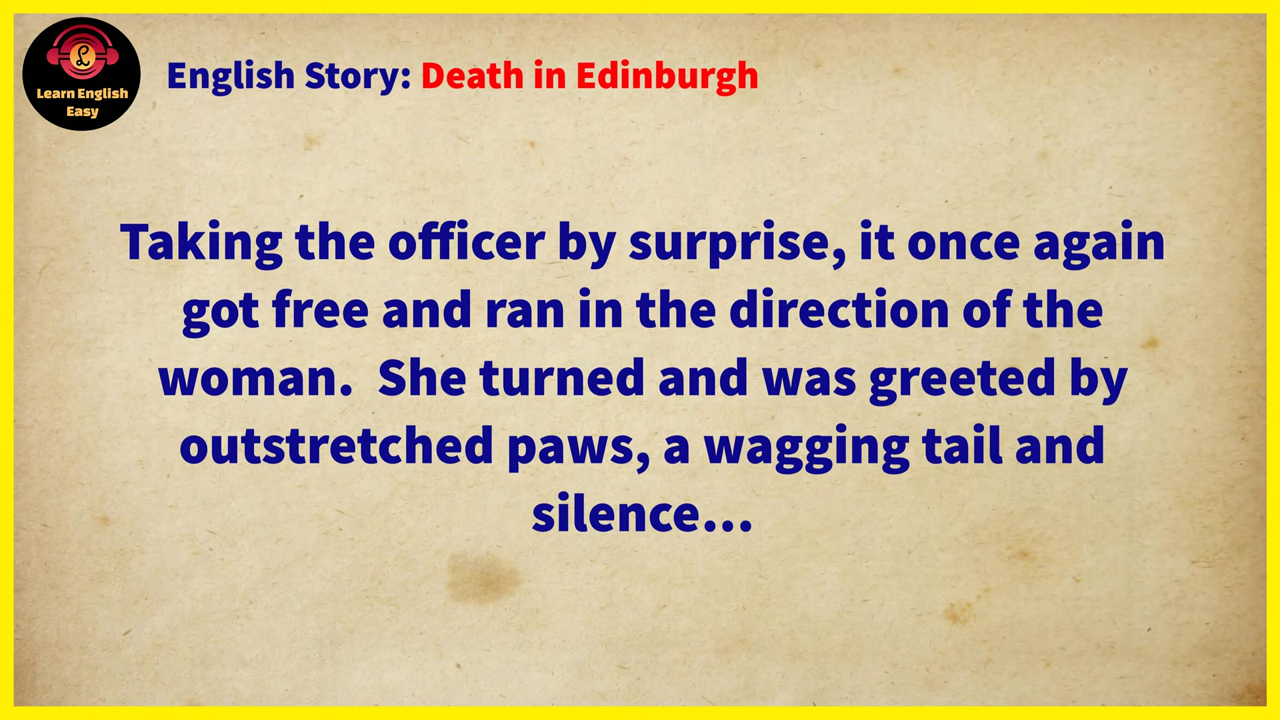 Learn English
Easy
English Story: Death in Edinburgh
Taking the officer by surprise, it once again
got free and ran in the direction of the
woman.  She turned and was greeted by
outstretched paws, a wagging tail and
silence...